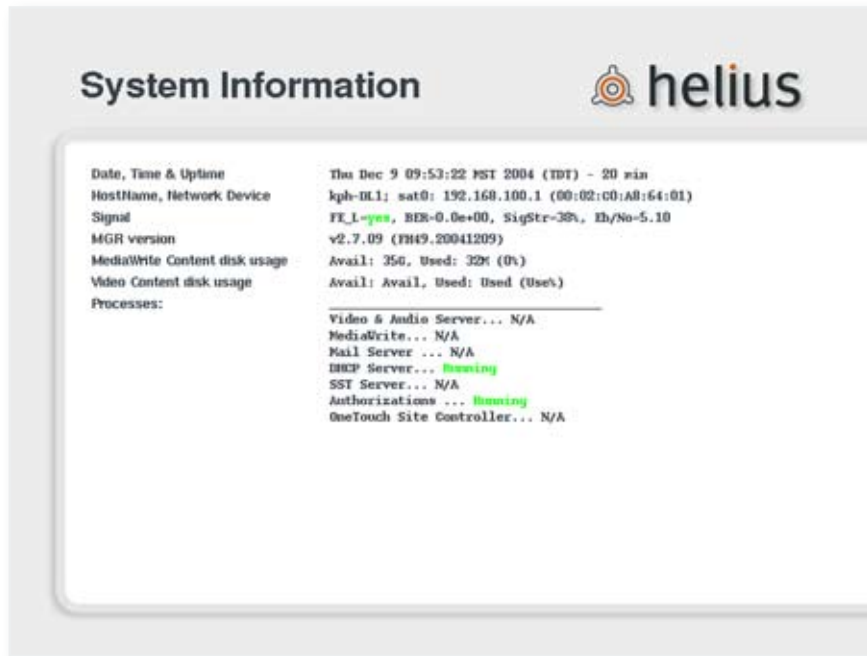 System Information
helius
Date, Time & Uptime Thu Dec 9 09:53:22 MST 2004 (TDT) - 20 min
HostName, Network Device kph-DL1; sat0: 192.168.100.1 (00:02:C0:A8:64:01)
Signal FE_L=yes, BER=0.0e+00, SigStr=38%, Eb/No=5.10
MGR version v2.7.09 (FH49.20041209)
MediaWrite Content disk usage Avail: 35G, Used: 32M (0%)
Video Content disk usage Avail: Avail, Used: Used (Use%)
Processes:
Video & Audio Server... N/A
MediaWrite... N/A
Mail Server ... N/A
DHCP Server... Running
SST Server... N/A
Authorizations ... Running
OneTouch Site Controller... N/A